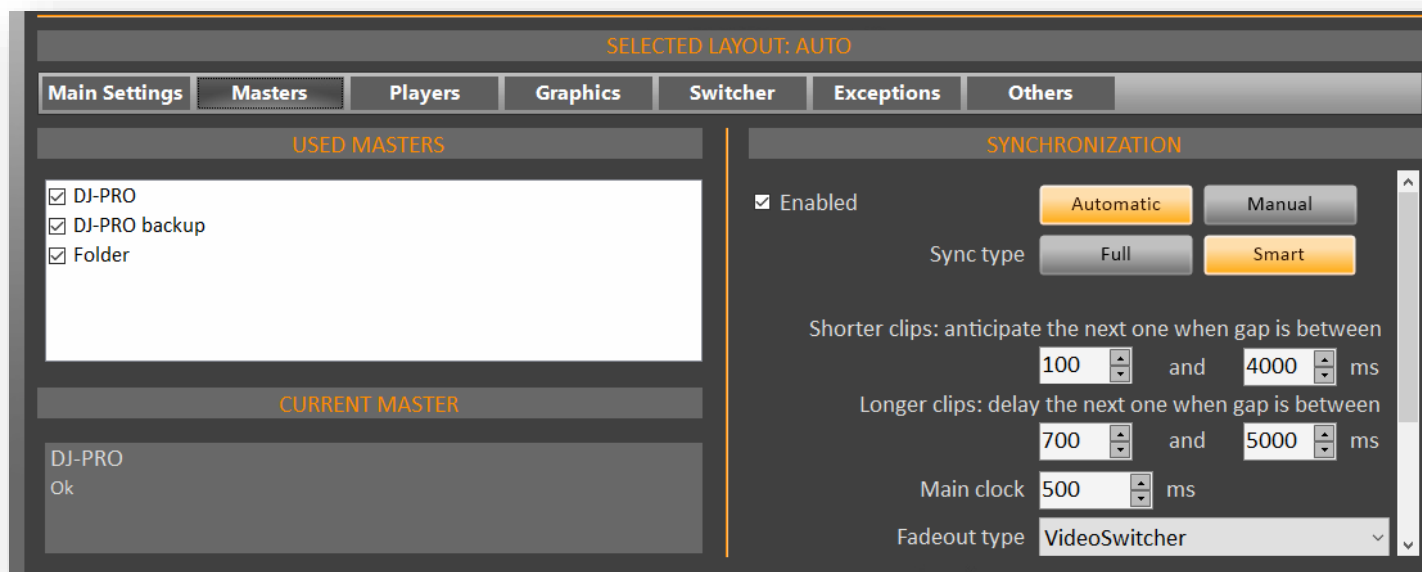 SELECTED LAYOUT: AUTO
Main Settings Masters Players Graphics Switcher Exceptions Others
USED MASTERS
DJ-PRO
DJ-PRO backup
Folder
CURRENT MASTER
DJ-PRO
Ok
SYNCHRONIZATION
Enabled Automatic Manual
Sync type Full Smart
Shorter clips: anticipate the next one when gap is between
100 and 4000 ms
Longer clips: delay the next one when gap is between
700 and 5000 ms
Main clock 500 ms
Fadeout type VideoSwitcher